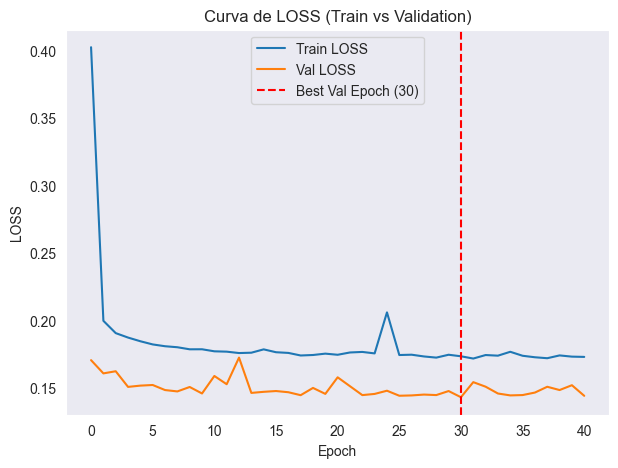 Curva de LOSS (Train vs Validation)
Train LOSS
Val LOSS
Best Val Epoch (30)
LOSS
0.40
0.35
0.30
0.25
0.20
0.15
0 5 10 15 20 25 30 35 40
Epoch